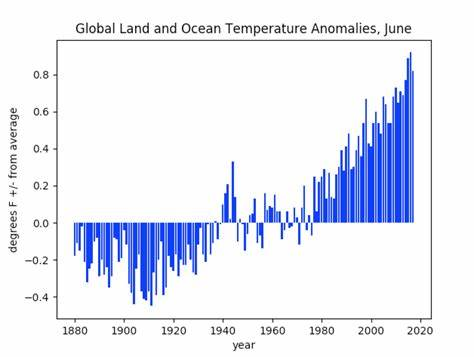 Global Land and Ocean Temperature Anomalies, June
degrees F +/- from average
0.8
0.6
0.4
0.2
0.0
−0.2
−0.4
1880 1900 1920 1940 1960 1980 2000 2020
year